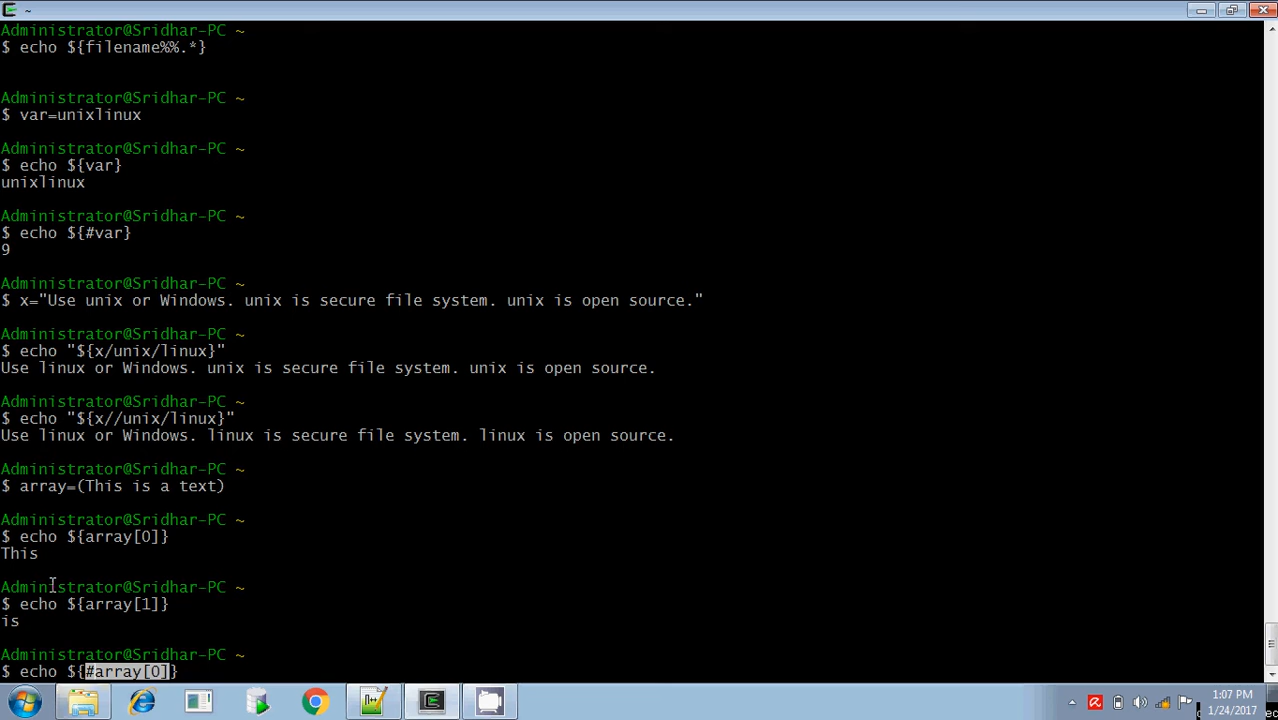 ~
Administrator@Sridhar-PC ~
$ echo ${filename%%.*}
Administrator@Sridhar-PC ~
$ var=unixlinux
Administrator@Sridhar-PC ~
$ echo ${var}
unixlinux
Administrator@Sridhar-PC ~
$ echo ${#var}
9
Administrator@Sridhar-PC ~
$ x="Use unix or Windows. unix is secure file system. unix is open source."
Administrator@Sridhar-PC ~
$ echo "${x/unix/linux}"
Use linux or Windows. unix is secure file system. unix is open source.
Administrator@Sridhar-PC ~
$ echo "${x//unix/linux}"
Use linux or Windows. linux is secure file system. linux is open source.
Administrator@Sridhar-PC ~
$ array=(This is a text)
Administrator@Sridhar-PC ~
$ echo ${array[0]}
This
Administrator@Sridhar-PC ~
$ echo ${array[1]}
is
Administrator@Sridhar-PC ~
$ echo ${#array[0]}
1:07 PM
1/24/2017